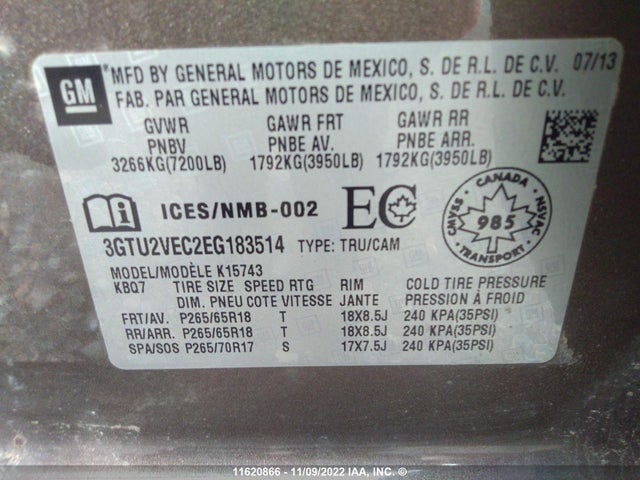 GM
MFD BY GENERAL MOTORS DE MEXICO, S. DE R.L. DE C.V. 07/13
FAB. PAR GENERAL MOTORS DE MEXICO, S. DE R.L. DE C.V.
GVWR GAWR FRT GAWR RR
PNBV PNBE AV. PNBE ARR.
3266KG(7200LB) 1792KG(3950LB) 1792KG(3950LB)
ICES/NMB-002 EC CANADA
CMVSS 985 NSVAC
TRANSPORT
3GTU2VEC2EG183514 TYPE: TRU/CAM
MODEL/MODÈLE K15743
KBQ7 TIRE SIZE SPEED RTG RIM COLD TIRE PRESSURE
DIM. PNEU COTE VITESSE JANTE PRESSION À FROID
FRT/AV. P265/65R18 T 18X8.5J 240 KPA(35PSI)
RR/ARR. P265/65R18 T 18X8.5J 240 KPA(35PSI)
SPA/SOS P265/70R17 S 17X7.5J 240 KPA(35PSI)
11620866 - 11/09/2022 IAA, INC. ©